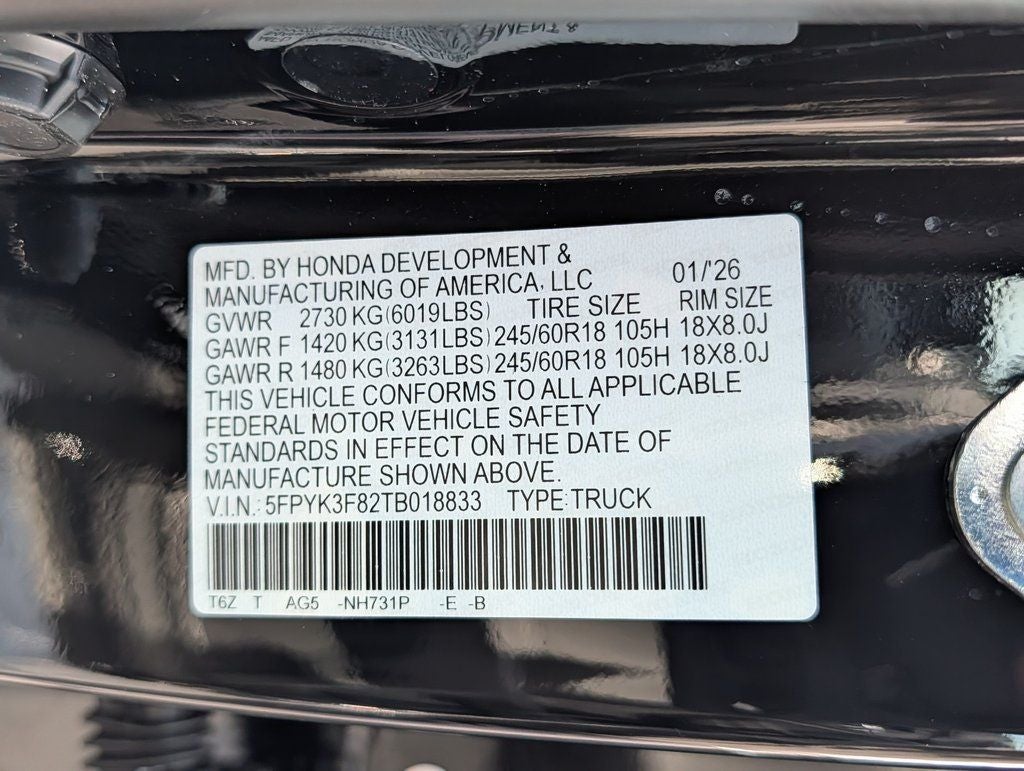 MFD. BY HONDA DEVELOPMENT &
MANUFACTURING OF AMERICA, LLC 01/'26
GVWR 2730 KG(6019LBS) TIRE SIZE RIM SIZE
GAWR F 1420 KG(3131LBS) 245/60R18 105H 18X8.0J
GAWR R 1480 KG(3263LBS) 245/60R18 105H 18X8.0J
THIS VEHICLE CONFORMS TO ALL APPLICABLE
FEDERAL MOTOR VEHICLE SAFETY
STANDARDS IN EFFECT ON THE DATE OF
MANUFACTURE SHOWN ABOVE.
V.I.N.: 5FPYK3F82TB018833 TYPE: TRUCK
T6Z T AG5 -NH731P -E -B